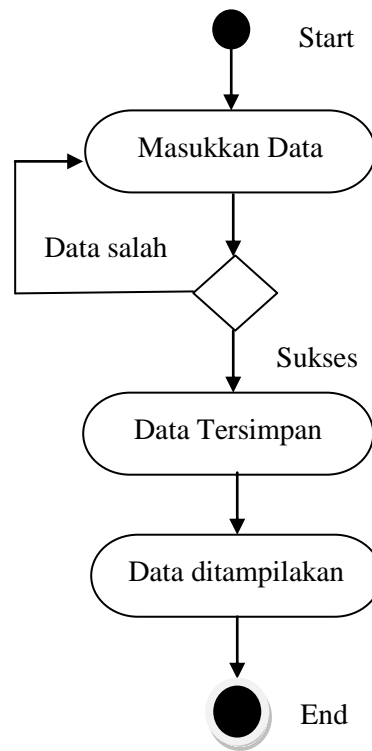 Start
Masukkan Data
Data salah
Sukses
Data Tersimpan
Data ditampilakan
End